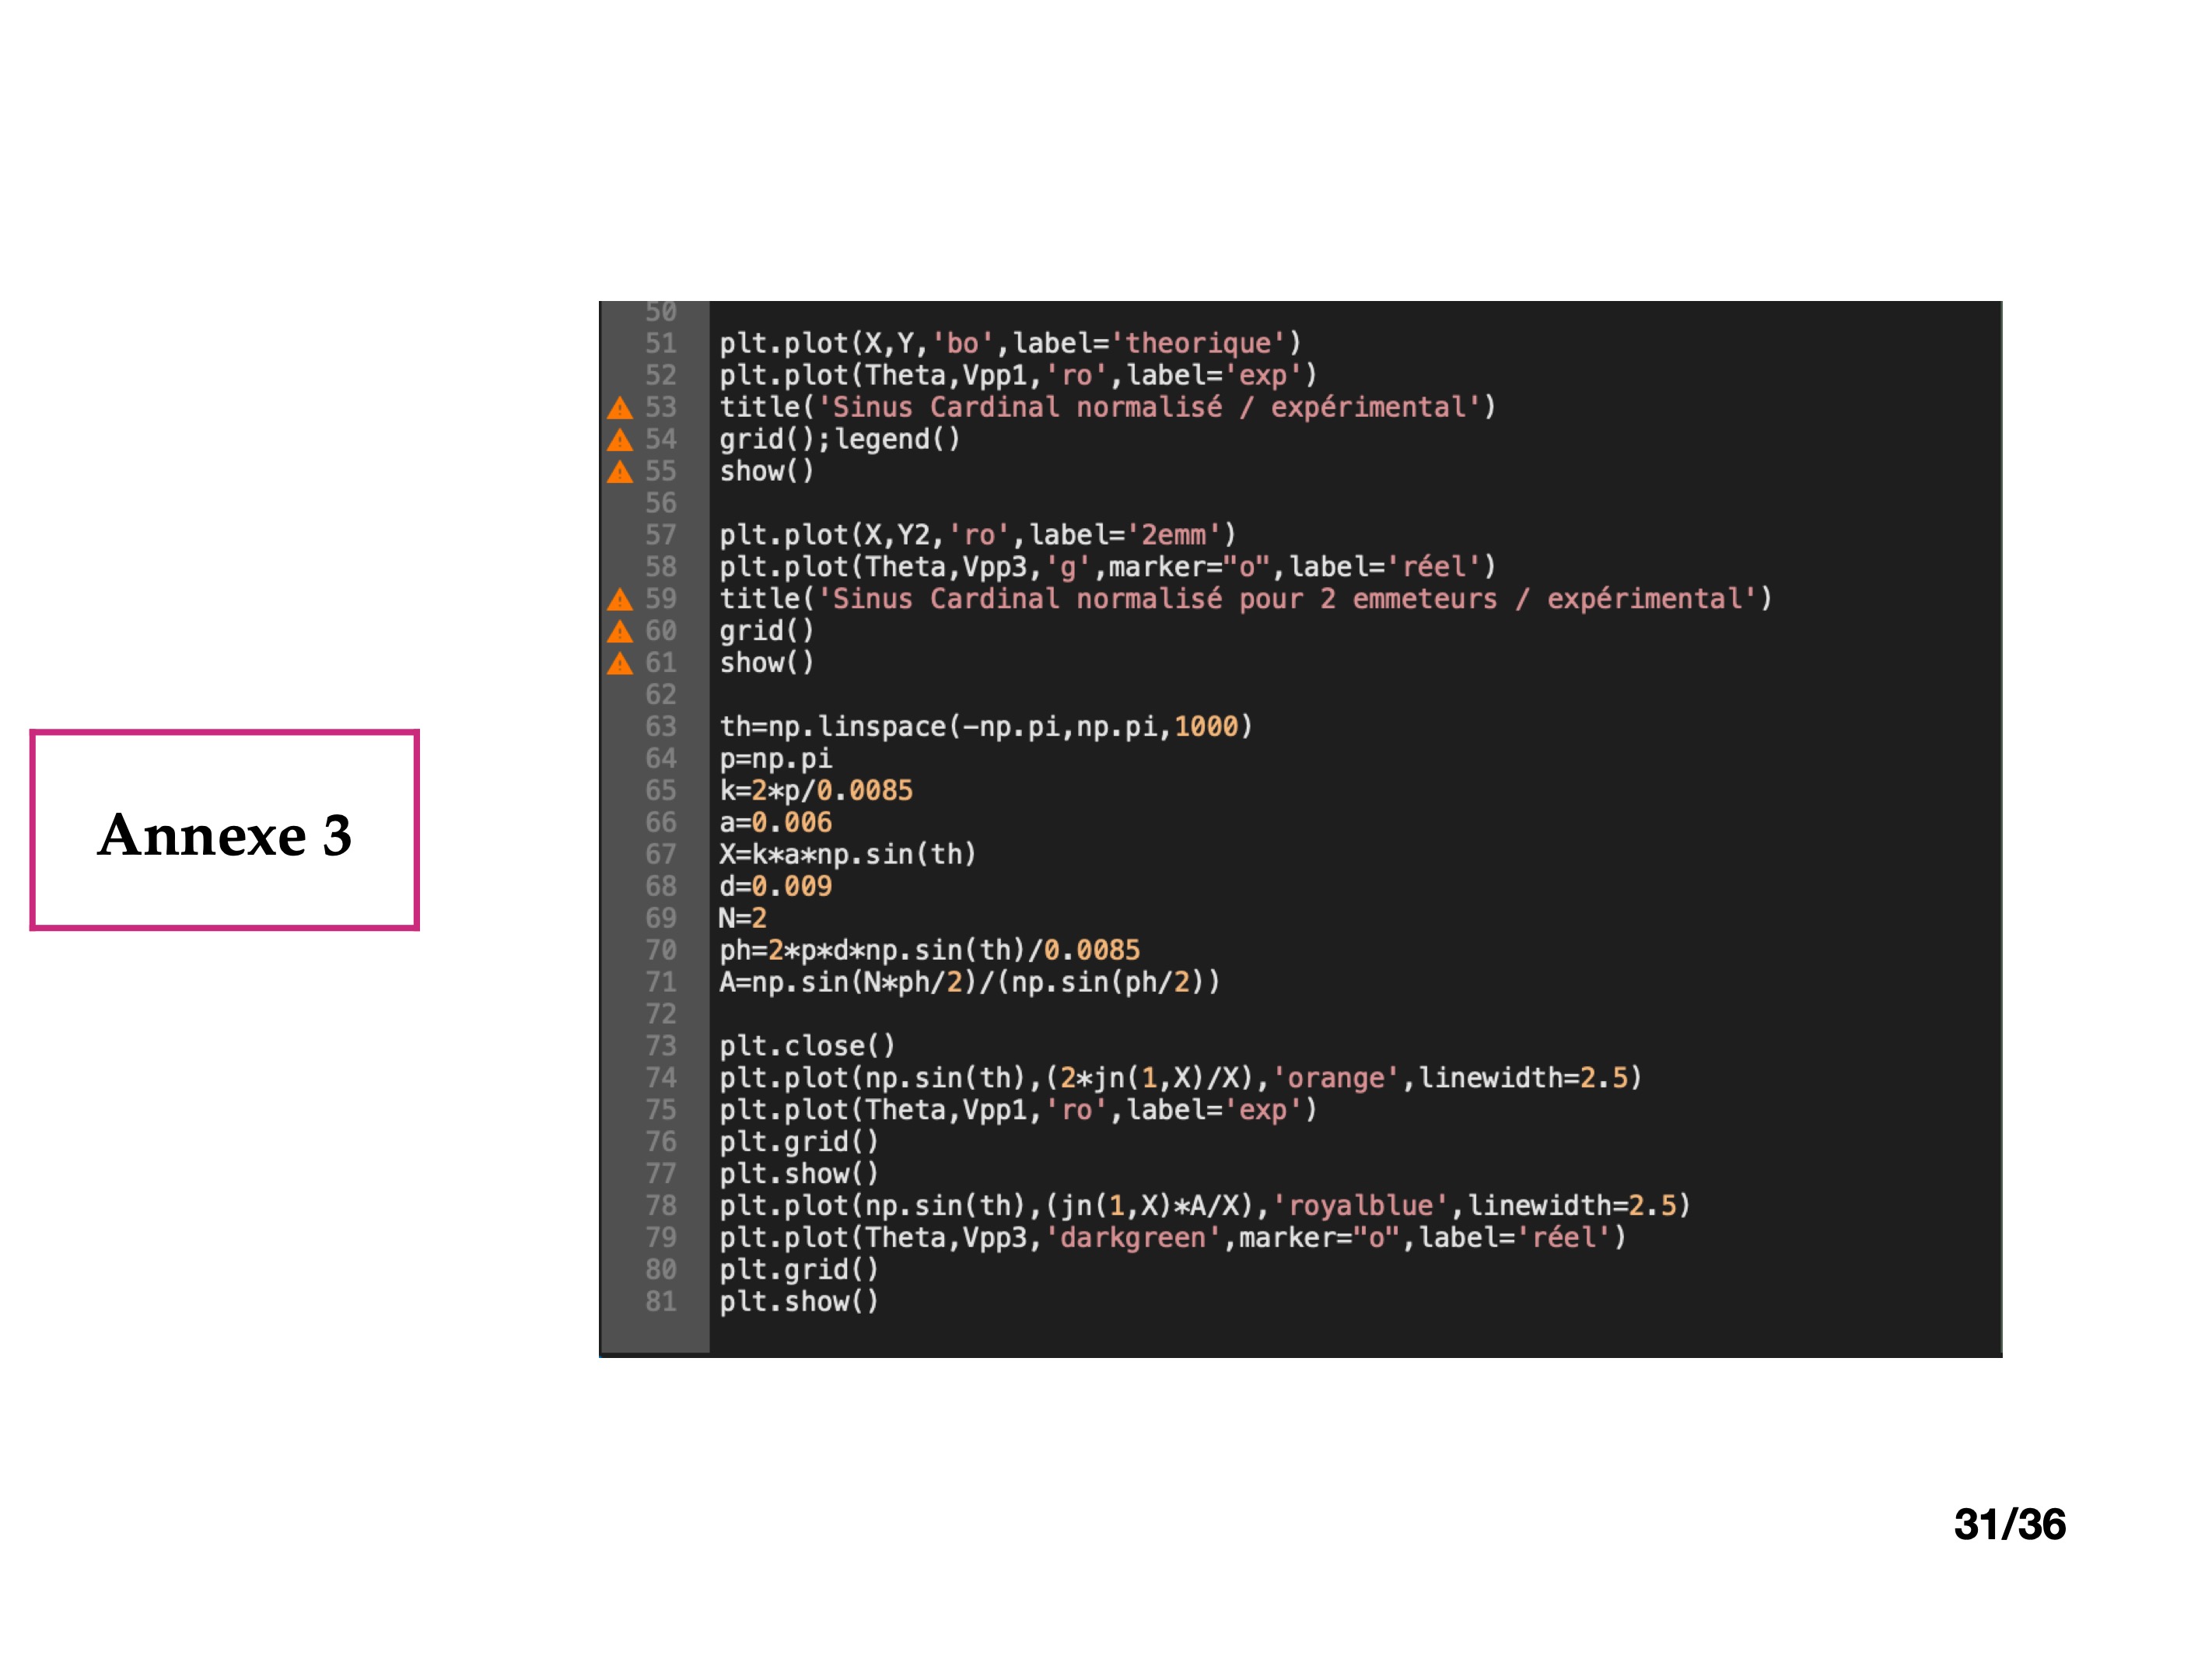 Annexe 3
50
51 plt.plot(X,Y,'bo',label='theorique')
52 plt.plot(Theta,Vpp1,'ro',label='exp')
53 title('Sinus Cardinal normalisé / expérimental')
54 grid();legend()
55 show()
56
57 plt.plot(X,Y2,'ro',label='2emm')
58 plt.plot(Theta,Vpp3,'g',marker="o",label='réel')
59 title('Sinus Cardinal normalisé pour 2 emmeteurs / expérimental')
60 grid()
61 show()
62
63 th=np.linspace(-np.pi,np.pi,1000)
64 p=np.pi
65 k=2*p/0.0085
66 a=0.006
67 X=k*a*np.sin(th)
68 d=0.009
69 N=2
70 ph=2*p*d*np.sin(th)/0.0085
71 A=np.sin(N*ph/2)/(np.sin(ph/2))
72
73 plt.close()
74 plt.plot(np.sin(th),(2*jn(1,X)/X),'orange',linewidth=2.5)
75 plt.plot(Theta,Vpp1,'ro',label='exp')
76 plt.grid()
77 plt.show()
78 plt.plot(np.sin(th),(jn(1,X)*A/X),'royalblue',linewidth=2.5)
79 plt.plot(Theta,Vpp3,'darkgreen',marker="o",label='réel')
80 plt.grid()
81 plt.show()
31/36